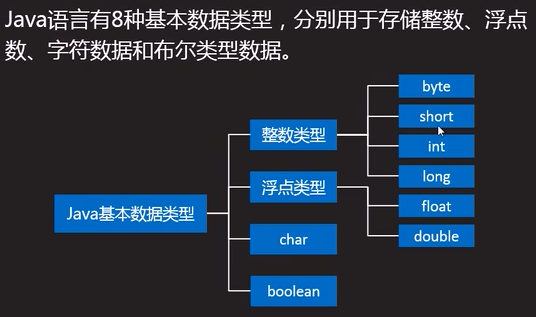 Java语言有8种基本数据类型，分别用于存储整数、浮点
数、字符数据和布尔类型数据。
byte
short
整数类型
int
long
浮点类型
Java基本数据类型
float
char
double
boolean